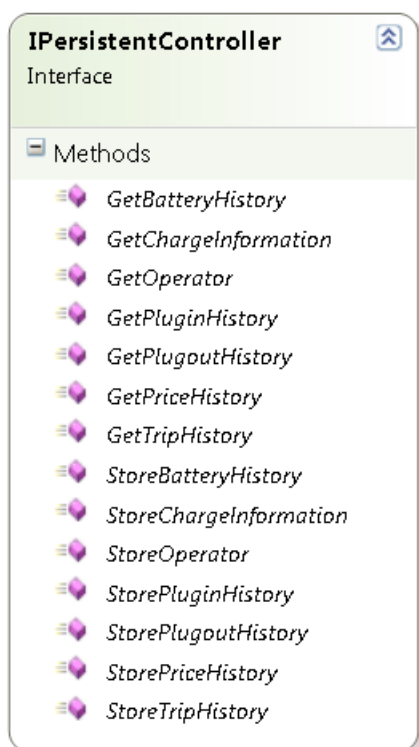 IPersistentController
Interface
Methods
GetBatteryHistory
GetChargeInformation
GetOperator
GetPluginHistory
GetPlugoutHistory
GetPriceHistory
GetTripHistory
StoreBatteryHistory
StoreChargeInformation
StoreOperator
StorePluginHistory
StorePlugoutHistory
StorePriceHistory
StoreTripHistory